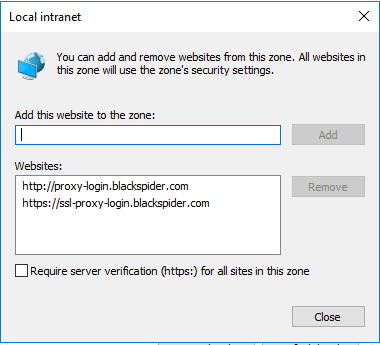 Local intranet
You can add and remove websites from this zone. All websites in
this zone will use the zone's security settings.
Add this website to the zone:
Add
Websites:
http://proxy-login.blackspider.com
https://ssl-proxy-login.blackspider.com
Remove
Require server verification (https:) for all sites in this zone
Close